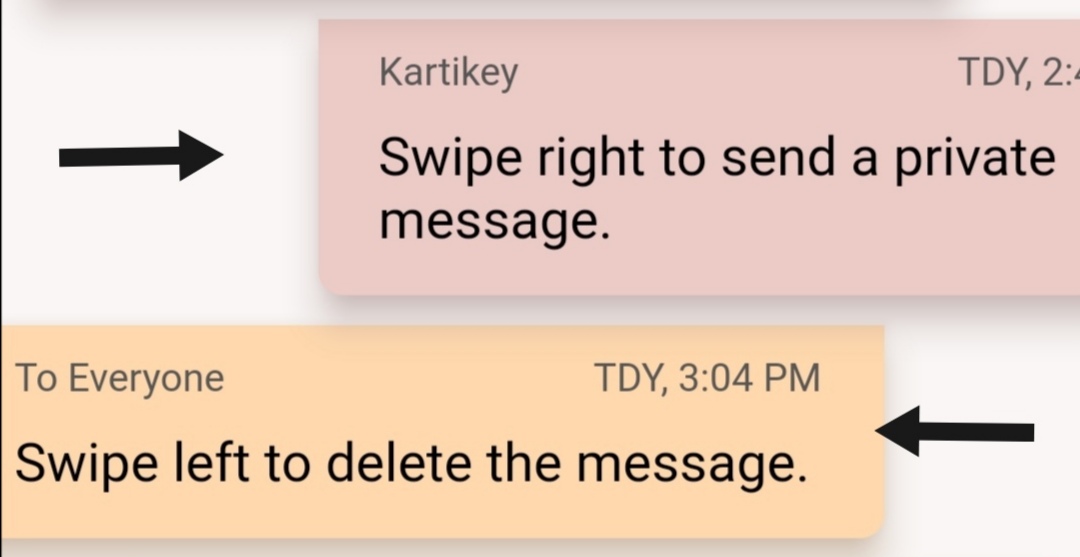 Kartikey TDY, 2:4
Swipe right to send a private
message.
To Everyone TDY, 3:04 PM
Swipe left to delete the message.